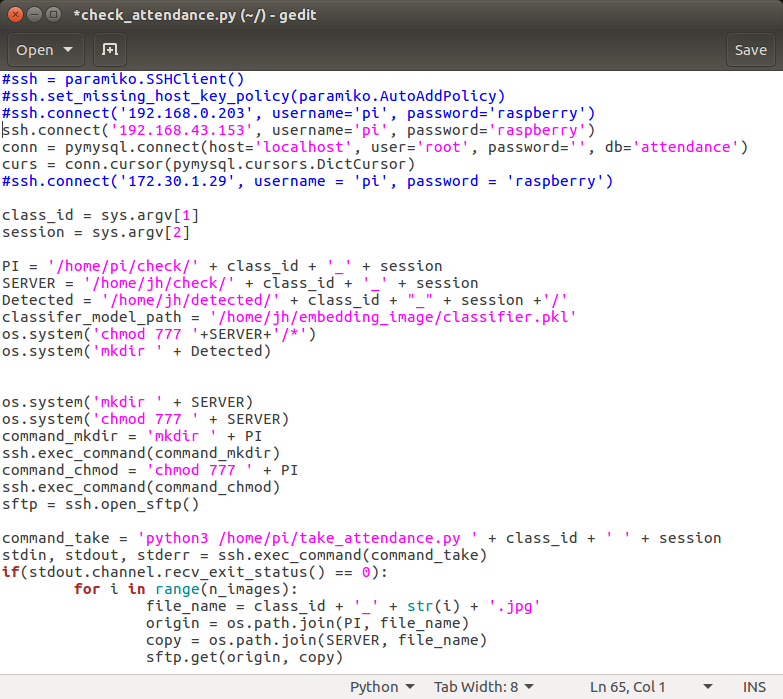 *check_attendance.py (~/) - gedit
Open
Save
#ssh = paramiko.SSHClient()
#ssh.set_missing_host_key_policy(paramiko.AutoAddPolicy)
#ssh.connect('192.168.0.203', username='pi', password='raspberry')
ssh.connect('192.168.43.153', username='pi', password='raspberry')
conn = pymysql.connect(host='localhost', user='root', password='', db='attendance')
curs = conn.cursor(pymysql.cursors.DictCursor)
#ssh.connect('172.30.1.29', username = 'pi', password = 'raspberry')
class_id = sys.argv[1]
session = sys.argv[2]
PI = '/home/pi/check/' + class_id + '_' + session
SERVER = '/home/jh/check/' + class_id + '_' + session
Detected = '/home/jh/detected/' + class_id + "_" + session +'/'
classifer_model_path = '/home/jh/embedding_image/classifier.pkl'
os.system('chmod 777 '+SERVER+'/*')
os.system('mkdir ' + Detected)
os.system('mkdir ' + SERVER)
os.system('chmod 777 ' + SERVER)
command_mkdir = 'mkdir ' + PI
ssh.exec_command(command_mkdir)
command_chmod = 'chmod 777 ' + PI
ssh.exec_command(command_chmod)
sftp = ssh.open_sftp()
command_take = 'python3 /home/pi/take_attendance.py ' + class_id + ' ' + session
stdin, stdout, stderr = ssh.exec_command(command_take)
if(stdout.channel.recv_exit_status() == 0):
        for i in range(n_images):
                file_name = class_id + '_' + str(i) + '.jpg'
                origin = os.path.join(PI, file_name)
                copy = os.path.join(SERVER, file_name)
                sftp.get(origin, copy)
Python Tab Width: 8 Ln 65, Col 1 INS